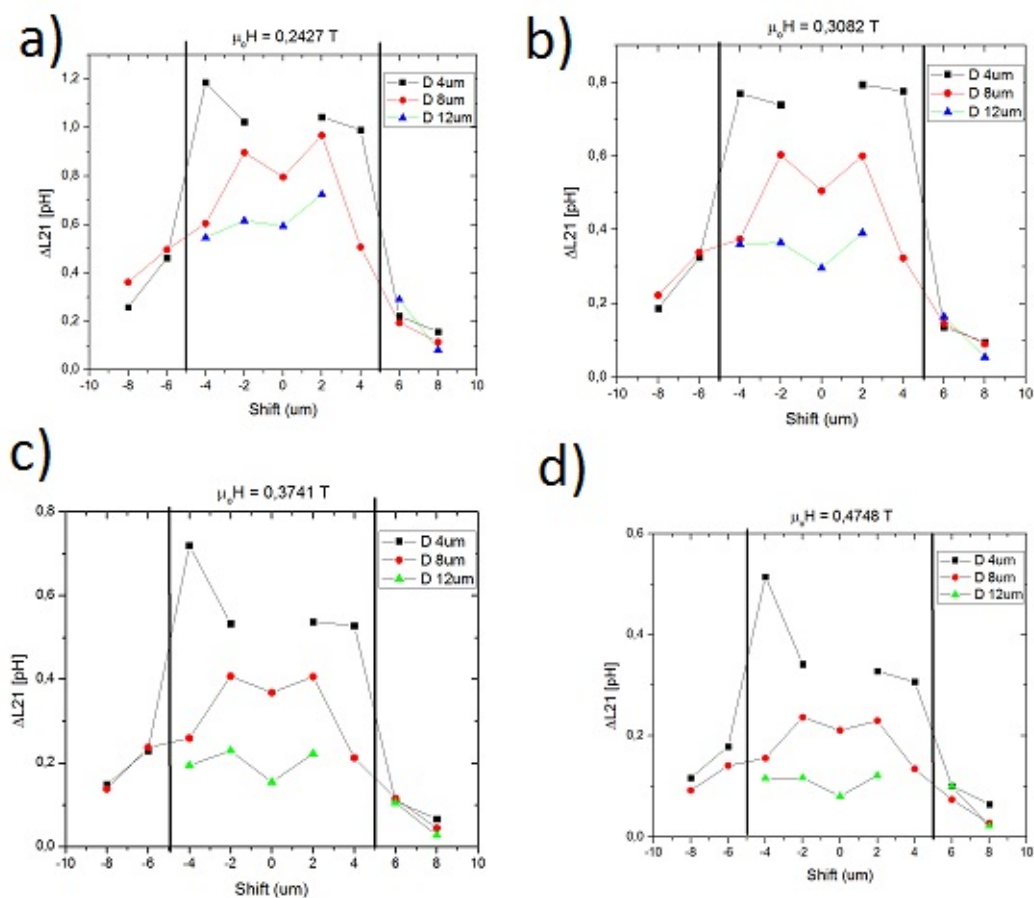 a)
μ₀H = 0,2427 T
D 4um
D 8um
D 12um
ΔL21 [pH]
1,2
1,0
0,8
0,6
0,4
0,2
0,0
-10 -8 -6 -4 -2 0 2 4 6 8 10
Shift (um)
b)
μ₀H = 0,3082 T
D 4um
D 8um
D 12um
ΔL21 [pH]
0,8
0,6
0,4
0,2
0,0
-10 -8 -6 -4 -2 0 2 4 6 8 10
Shift (um)
c)
μ₀H = 0,3741 T
D 4um
D 8um
D 12um
ΔL21 [pH]
0,8
0,6
0,4
0,2
0,0
-10 -8 -6 -4 -2 0 2 4 6 8 10
Shift (um)
d)
μ₀H = 0,4748 T
D 4um
D 8um
D 12um
ΔL21 [pH]
0,6
0,4
0,2
0,0
-10 -8 -6 -4 -2 0 2 4 6 8 10
Shift (um)